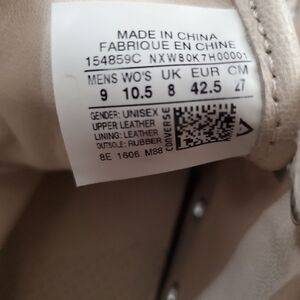 MADE IN CHINA
FABRIQUE EN CHINE
154859C NXW80K7H00001
MENS WO'S UK EUR CM
9 10.5 8 42.5 27
GENDER: UNISEX
UPPER: LEATHER
LINING: LEATHER
OUTSOLE: RUBBER
8E 1606 M88
CONVERSE